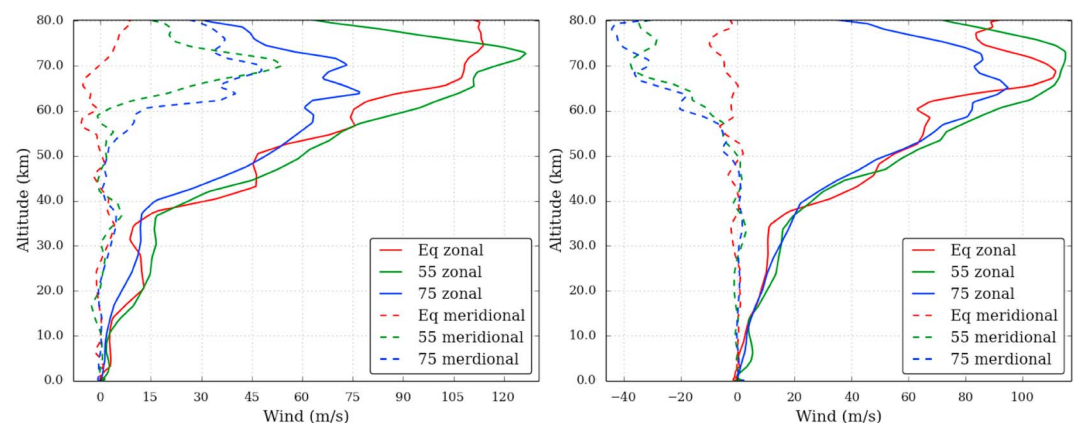 80.0
70.0
60.0
50.0
40.0
30.0
20.0
10.0
0.0
Altitude (km)
0
15
30
45
60
75
90
105
120
Wind (m/s)
Eq zonal
55 zonal
75 zonal
Eq meridional
55 meridional
75 merdional
80.0
70.0
60.0
50.0
40.0
30.0
20.0
10.0
0.0
Altitude (km)
−40
−20
0
20
40
60
80
100
Wind (m/s)
Eq zonal
55 zonal
75 zonal
Eq meridional
55 meridional
75 merdional